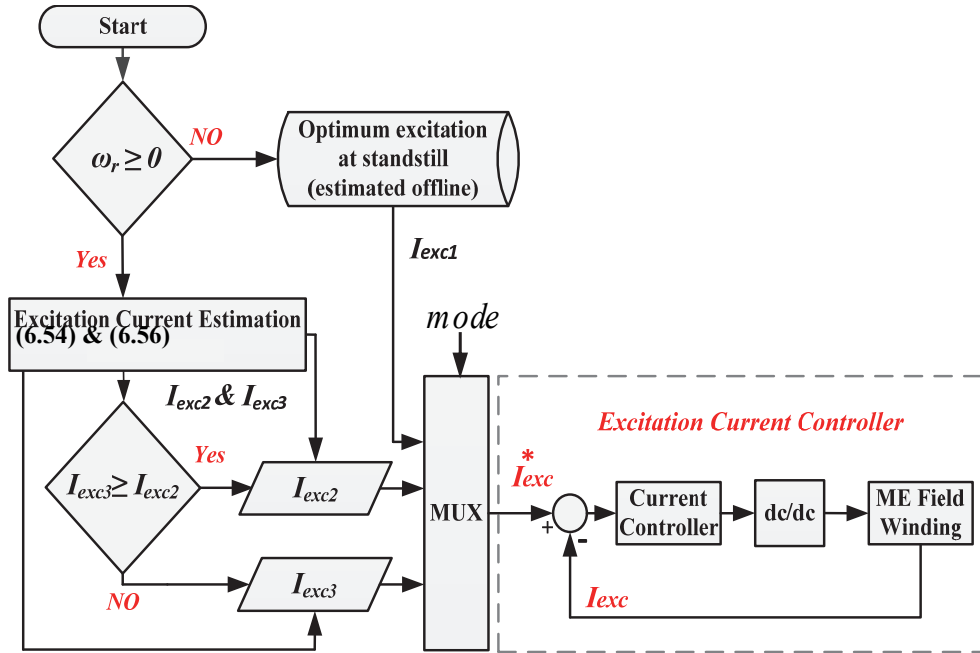 Start
ωr ≥ 0
NO
Optimum excitation
at standstill
(estimated offline)
Iexc1
Yes
Excitation Current Estimation
(6.54) & (6.56)
Iexc2 & Iexc3
mode
Iexc3 ≥ Iexc2
Yes
Iexc2
NO
Iexc3
MUX
Excitation Current Controller
I*exc
+
-
Current
Controller
dc/dc
ME Field
Winding
Iexc